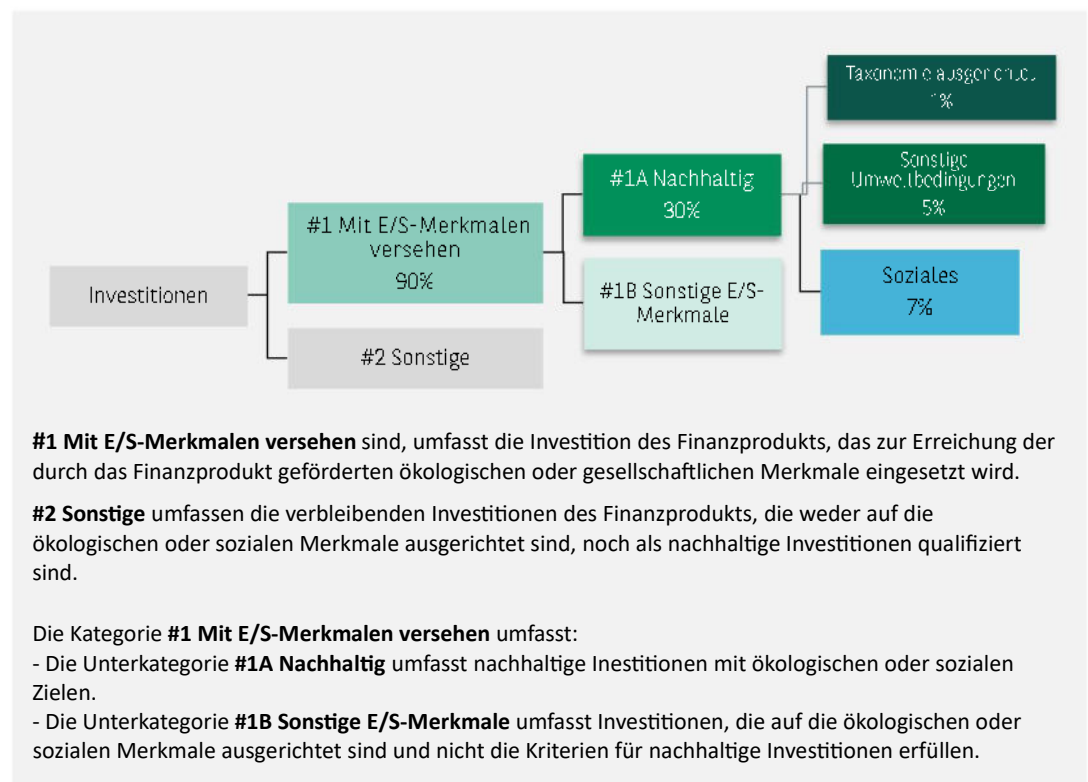 Taxonomie ausgerichtet
1%
Sonstige
Umweltbedingungen
5%
#1A Nachhaltig
30%
#1 Mit E/S-Merkmalen
versehen
90%
Soziales
7%
Investitionen
#1B Sonstige E/S-
Merkmale
#2 Sonstige
#1 Mit E/S-Merkmalen versehen sind, umfasst die Investition des Finanzprodukts, das zur Erreichung der
durch das Finanzprodukt geförderten ökologischen oder gesellschaftlichen Merkmale eingesetzt wird.
#2 Sonstige umfassen die verbleibenden Investitionen des Finanzprodukts, die weder auf die
ökologischen oder sozialen Merkmale ausgerichtet sind, noch als nachhaltige Investitionen qualifiziert
sind.
Die Kategorie #1 Mit E/S-Merkmalen versehen umfasst:
- Die Unterkategorie #1A Nachhaltig umfasst nachhaltige Inestitionen mit ökologischen oder sozialen
Zielen.
- Die Unterkategorie #1B Sonstige E/S-Merkmale umfasst Investitionen, die auf die ökologischen oder
sozialen Merkmale ausgerichtet sind und nicht die Kriterien für nachhaltige Investitionen erfüllen.